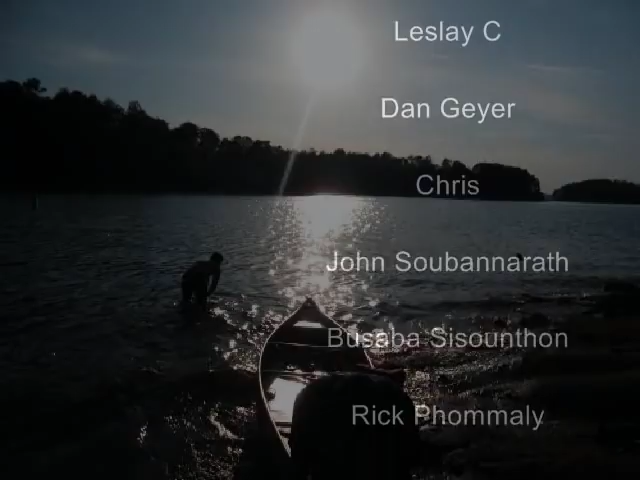 Leslay C
Dan Geyer
Chris
John Soubannarath
Busaba Sisounthon
Rick Phommaly